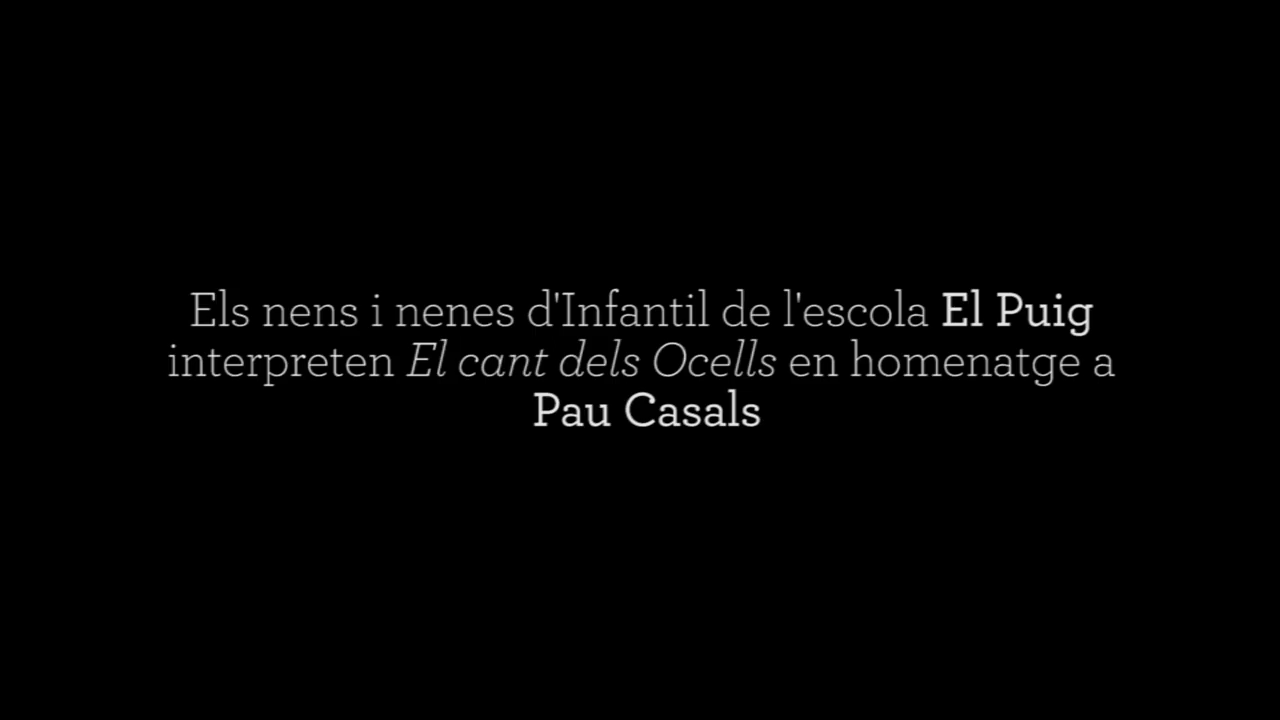 Els nens i nenes d'Infantil de l'escola El Puig
interpreten El cant dels Ocells en homenatge a
Pau Casals